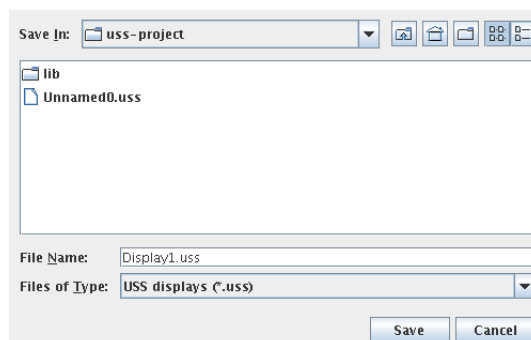 Save In: uss-project
lib
Unnamed0.uss
File Name: Display1.uss
Files of Type: USS displays (*.uss)
Save Cancel